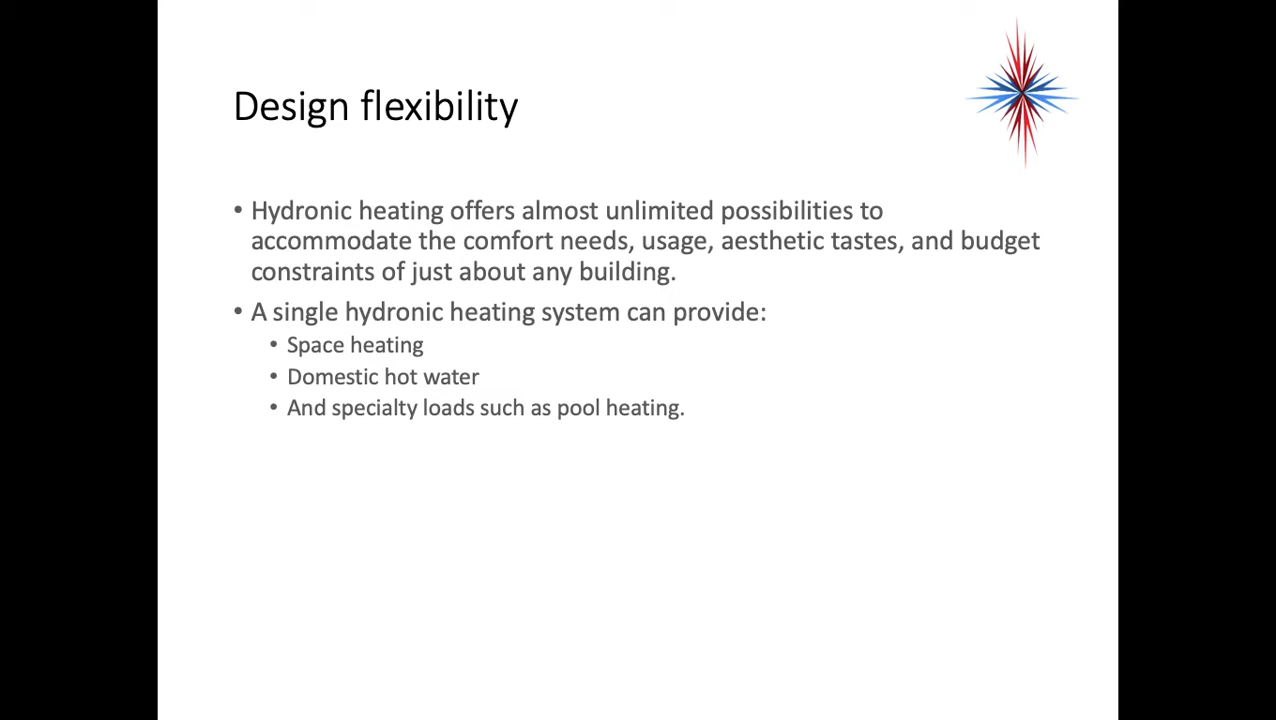 Design flexibility
• Hydronic heating offers almost unlimited possibilities to
accommodate the comfort needs, usage, aesthetic tastes, and budget
constraints of just about any building.
• A single hydronic heating system can provide:
• Space heating
• Domestic hot water
• And specialty loads such as pool heating.